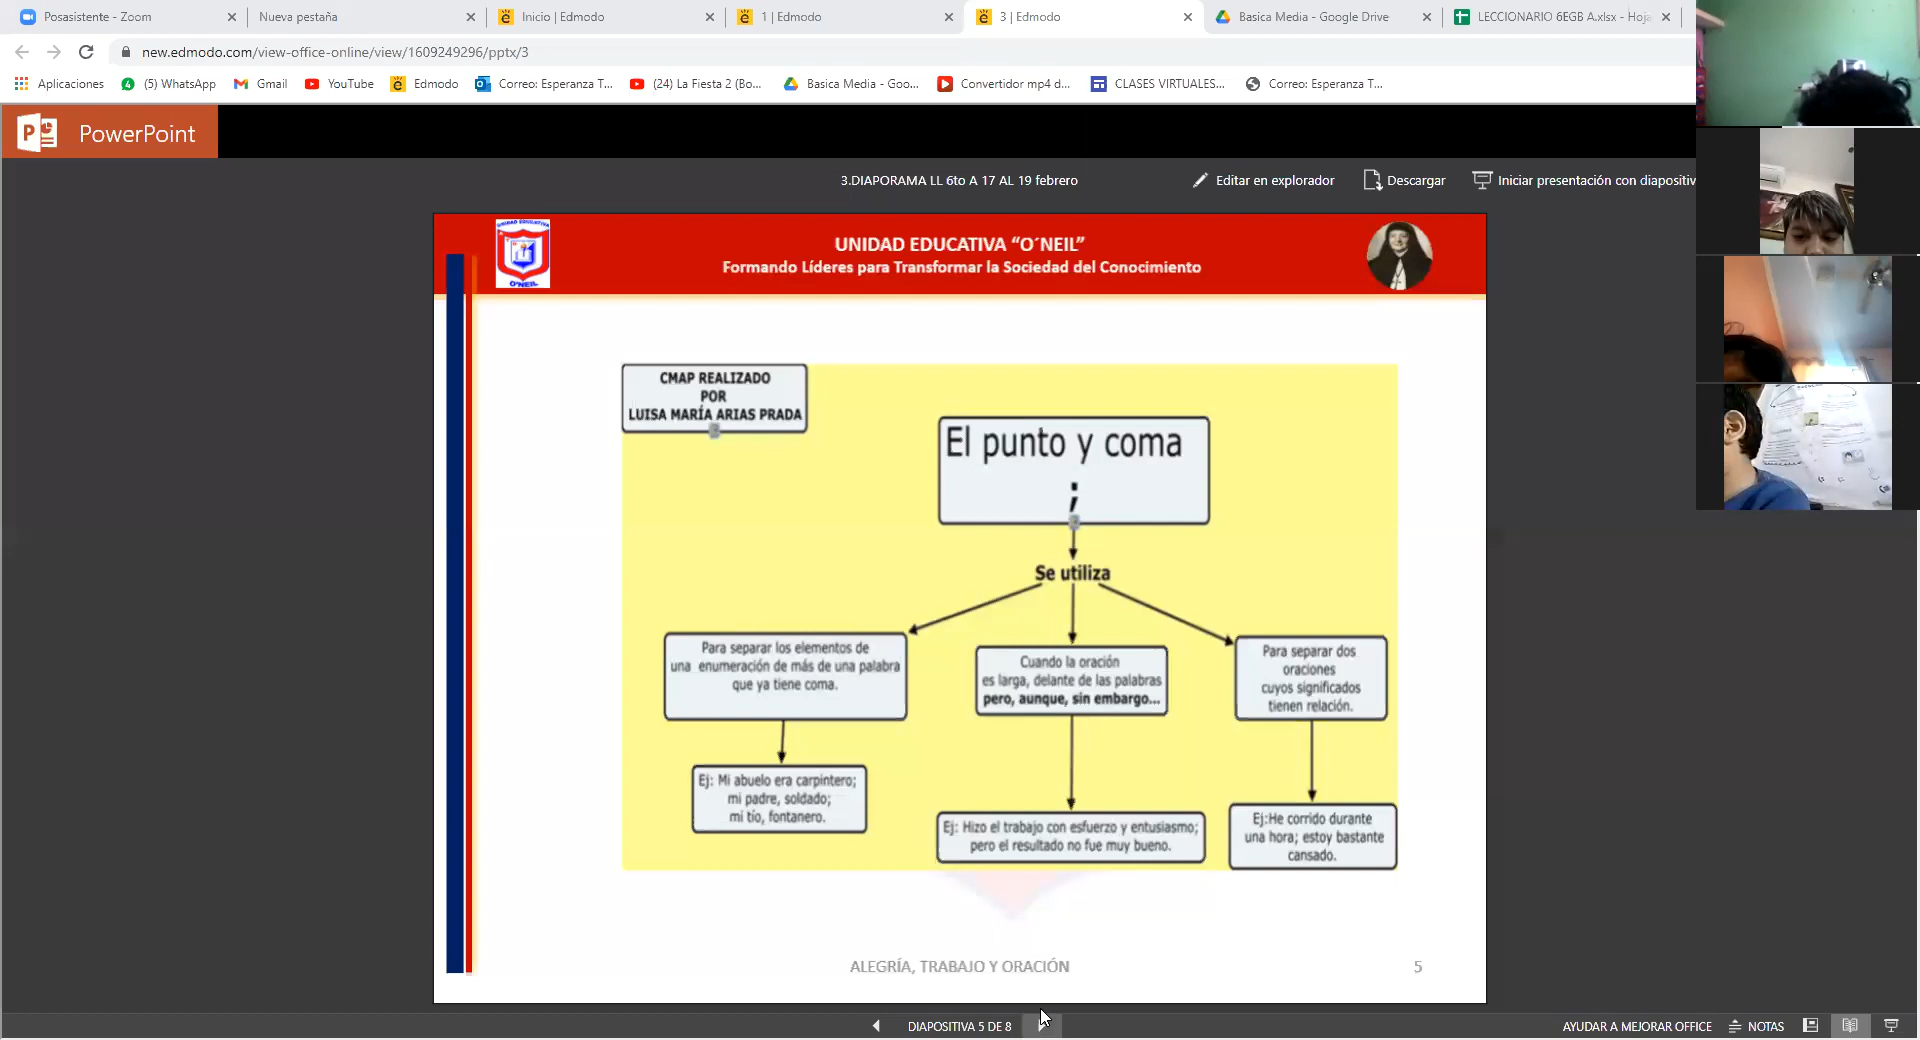 Posasistente - Zoom
Nueva pestaña
Inicio | Edmodo
1 | Edmodo
3 | Edmodo
Basica Media - Google Drive
LECCIONARIO 6EGB A.xlsx - Hoja
new.edmodo.com/view-office-online/view/1609249296/pptx/3
Aplicaciones
(5) WhatsApp
Gmail
YouTube
Edmodo
Correo: Esperanza T...
(24) La Fiesta 2 (Bo...
Basica Media - Goo...
Convertidor mp4 d...
CLASES VIRTUALES...
Correo: Esperanza T...
PowerPoint
3.DIAPORAMA LL 6to A 17 AL 19 febrero
Editar en explorador
Descargar
Iniciar presentación con diapositiv
UNIDAD EDUCATIVA
O'NEIL
UNIDAD EDUCATIVA “O´NEIL”
Formando Líderes para Transformar la Sociedad del Conocimiento
CMAP REALIZADO
POR
LUISA MARÍA ARIAS PRADA
El punto y coma
;
Se utiliza
Para separar los elementos de
una enumeración de más de una palabra
que ya tiene coma.
Cuando la oración
es larga, delante de las palabras
pero, aunque, sin embargo...
Para separar dos
oraciones
cuyos significados
tienen relación.
Ej: Mi abuelo era carpintero;
mi padre, soldado;
mi tío, fontanero.
Ej: Hizo el trabajo con esfuerzo y entusiasmo;
pero el resultado no fue muy bueno.
Ej:He corrido durante
una hora; estoy bastante
cansado.
ALEGRÍA, TRABAJO Y ORACIÓN
5
DIAPOSITIVA 5 DE 8
AYUDAR A MEJORAR OFFICE
NOTAS